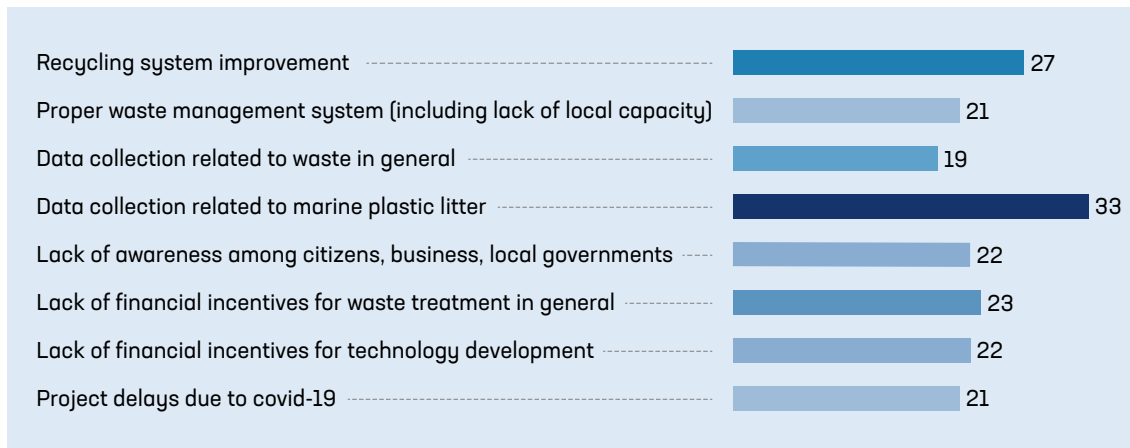 Recycling system improvement 27
Proper waste management system (including lack of local capacity) 21
Data collection related to waste in general 19
Data collection related to marine plastic litter 33
Lack of awareness among citizens, business, local governments 22
Lack of financial incentives for waste treatment in general 23
Lack of financial incentives for technology development 22
Project delays due to covid-19 21